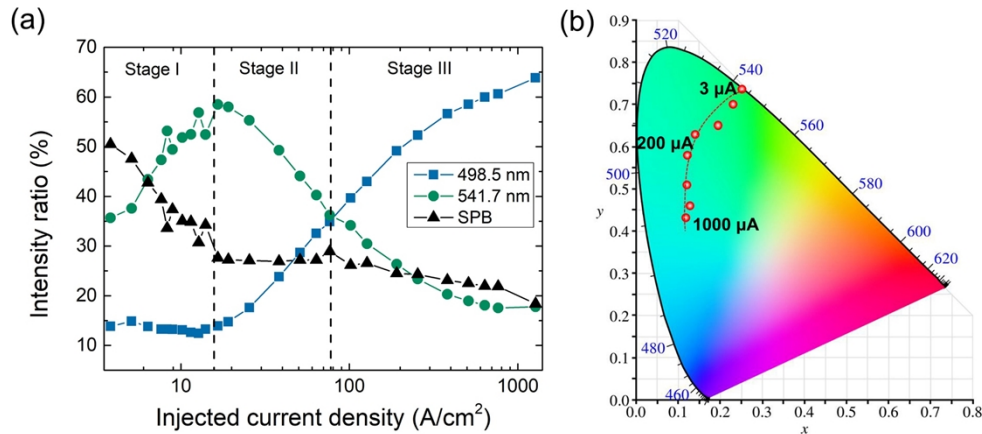 (a)
Intensity ratio (%)
70
60
50
40
30
20
10
Stage I
Stage II
Stage III
498.5 nm
541.7 nm
SPB
10
100
1000
Injected current density (A/cm²)
(b)
y
0.9
0.8
0.7
0.6
0.5
0.4
0.3
0.2
0.1
0.0
0.0
0.1
0.2
0.3
0.4
0.5
0.6
0.7
0.8
x
520
540
560
580
600
620
500
480
460
3 μA
200 μA
1000 μA